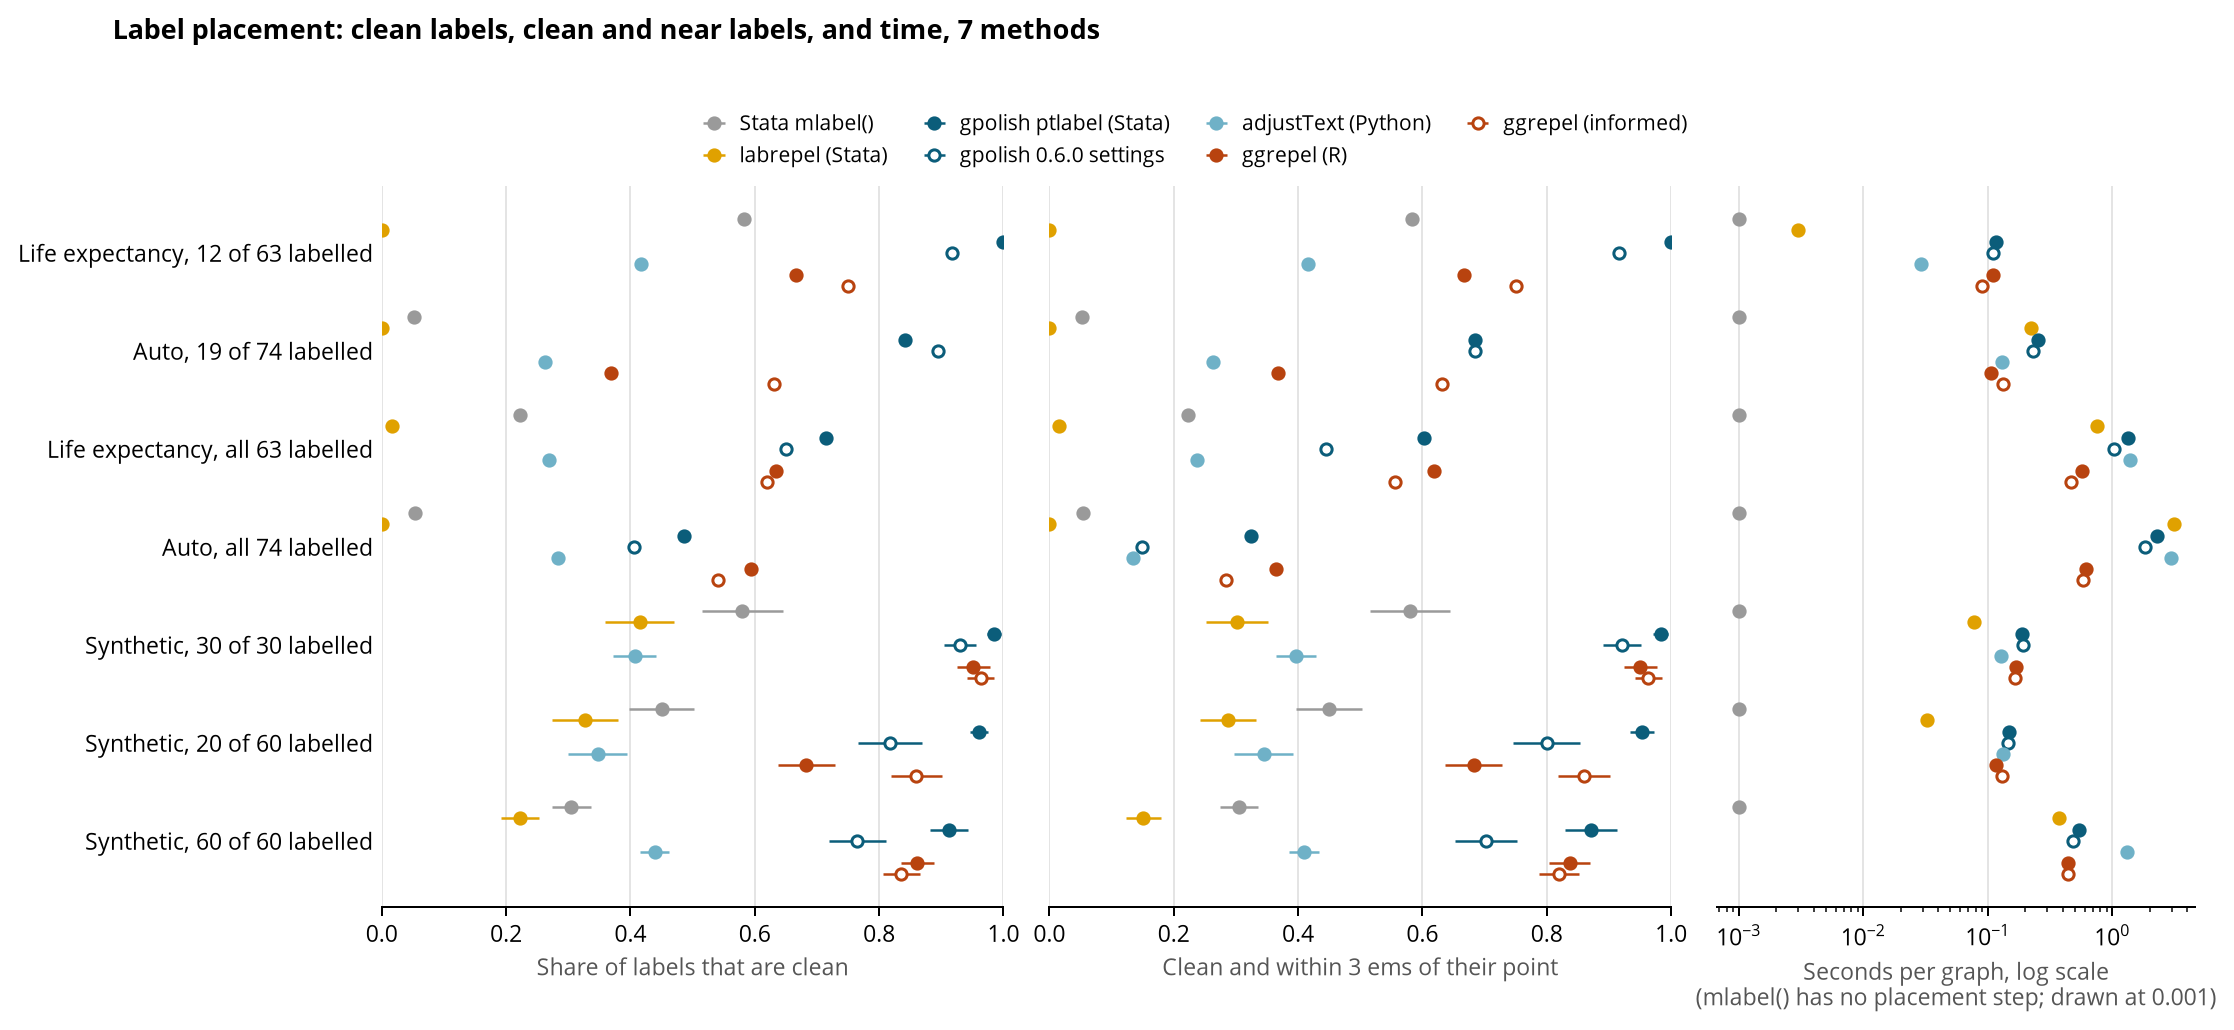 Label placement: clean labels, clean and near labels, and time, 7 methods
Stata mlabel()
gpolish ptlabel (Stata)
adjustText (Python)
ggrepel (informed)
labrepel (Stata)
gpolish 0.6.0 settings
ggrepel (R)
Life expectancy, 12 of 63 labelled
Auto, 19 of 74 labelled
Life expectancy, all 63 labelled
Auto, all 74 labelled
Synthetic, 30 of 30 labelled
Synthetic, 20 of 60 labelled
Synthetic, 60 of 60 labelled
0.0 0.2 0.4 0.6 0.8 1.0
Share of labels that are clean
0.0 0.2 0.4 0.6 0.8 1.0
Clean and within 3 ems of their point
10⁻³ 10⁻² 10⁻¹ 10⁰
Seconds per graph, log scale
(mlabel() has no placement step; drawn at 0.001)